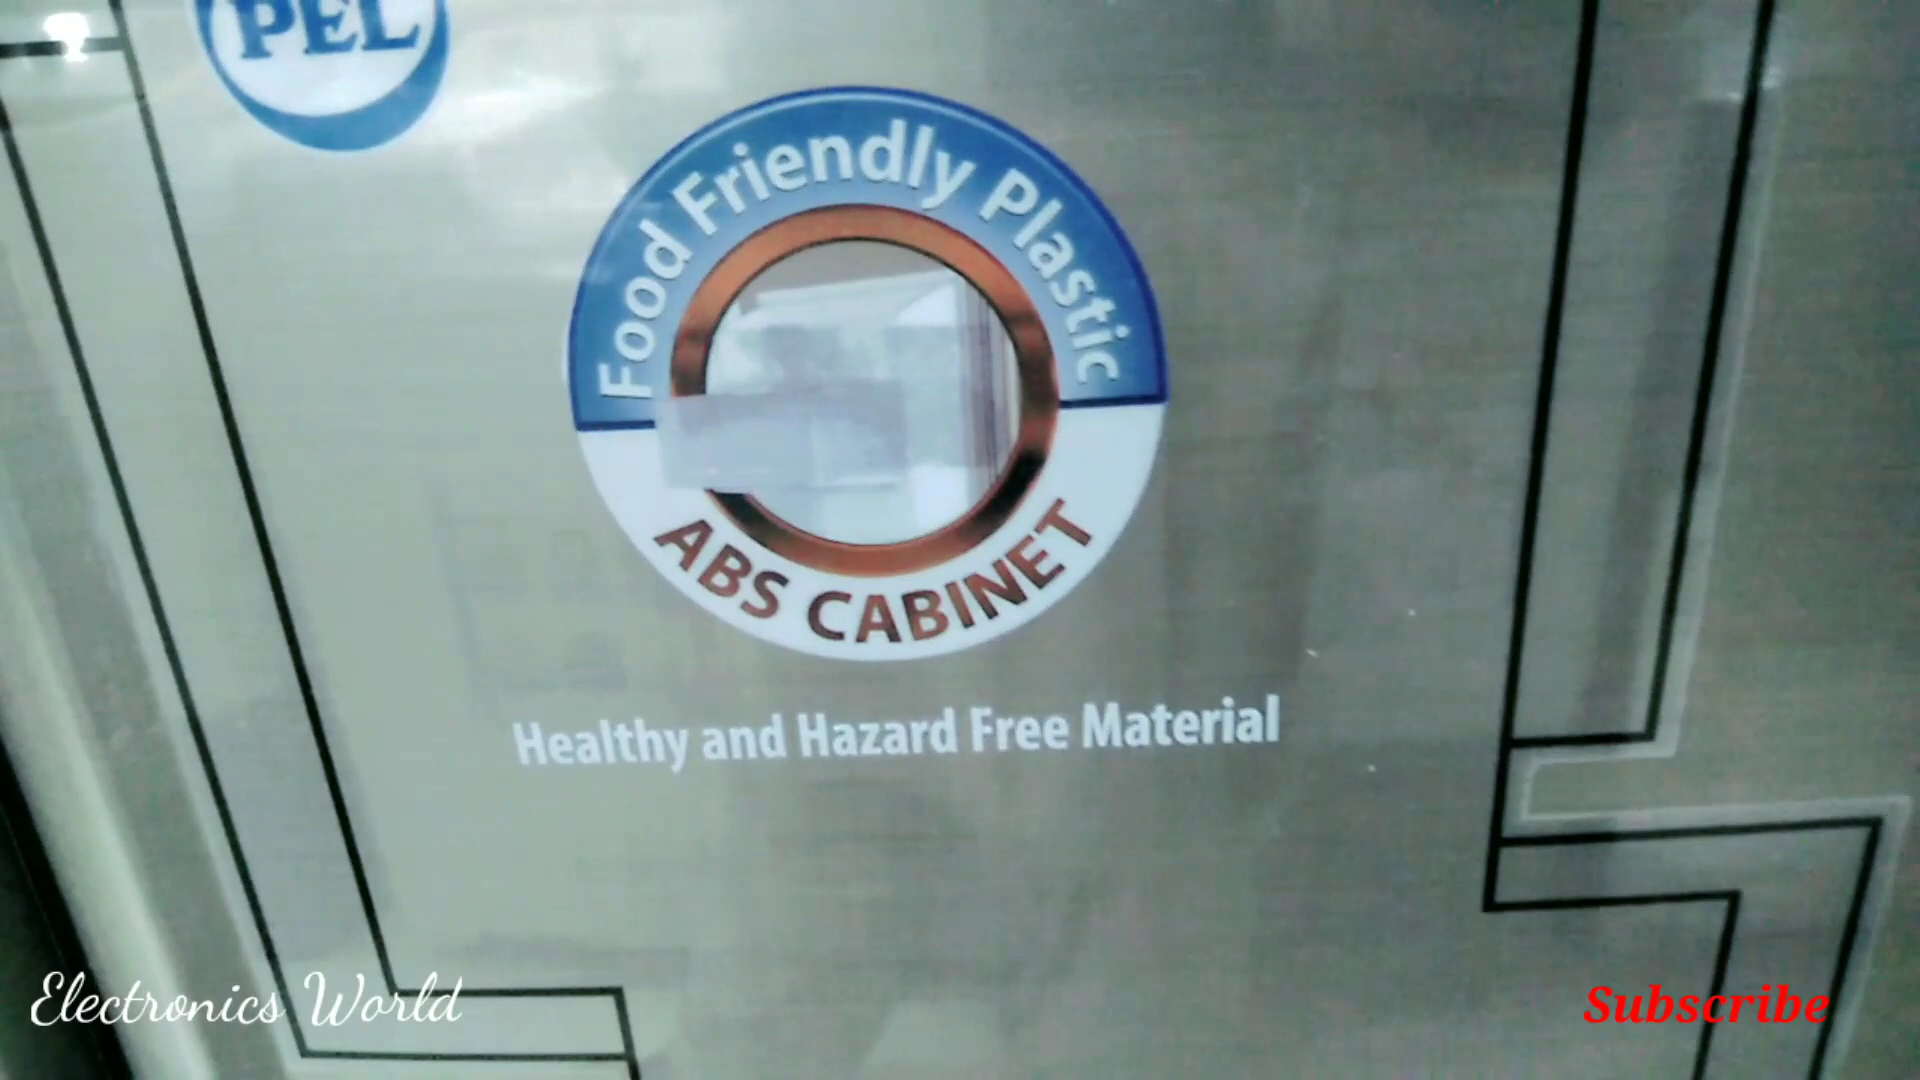 PEL
Food Friendly Plastic
ABS CABINET
Healthy and Hazard Free Material
Electronics World
Subscribe